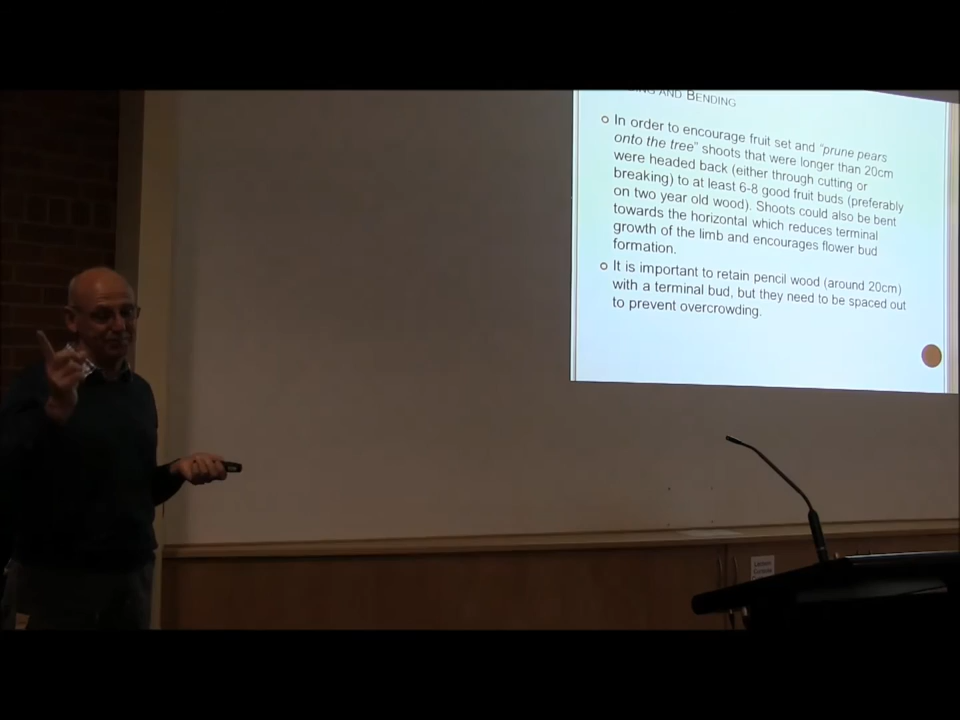 AND BENDING
In order to encourage fruit set and "prune pears
onto the tree" shoots that were longer than 20cm
were headed back (either through cutting or
breaking) to at least 6-8 good fruit buds (preferably
on two year old wood). Shoots could also be bent
towards the horizontal which reduces terminal
growth of the limb and encourages flower bud
formation.
It is important to retain pencil wood (around 20cm)
with a terminal bud, but they need to be spaced out
to prevent overcrowding.